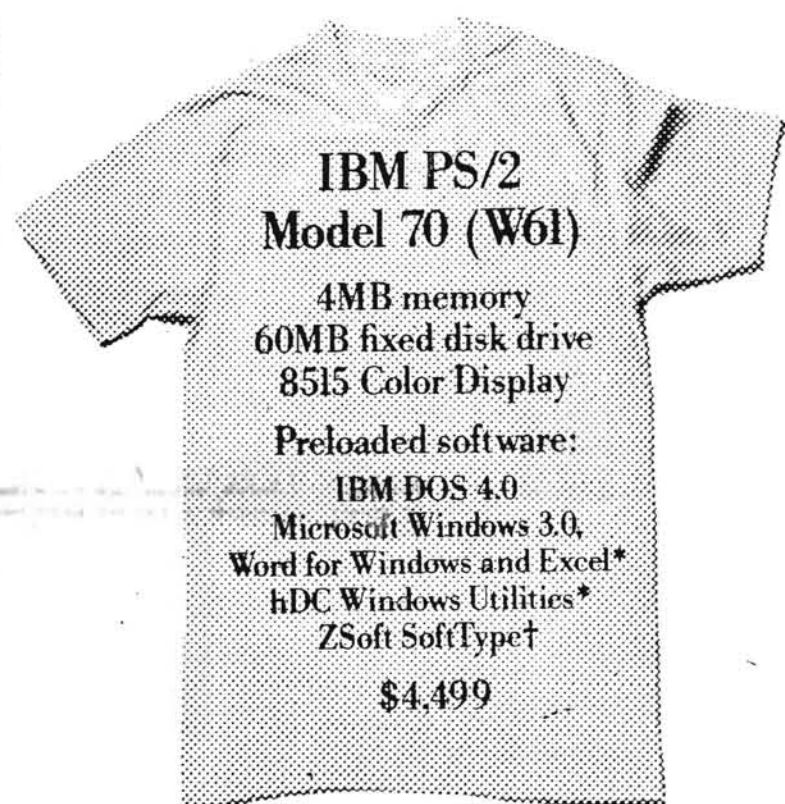 IBM PS/2
Model 70 (W61)
4MB memory
60MB fixed disk drive
8515 Color Display
Preloaded software:
IBM DOS 4.0
Microsoft Windows 3.0,
Word for Windows and Excel*
hDC Windows Utilities*
ZSoft SoftType†
$4,499